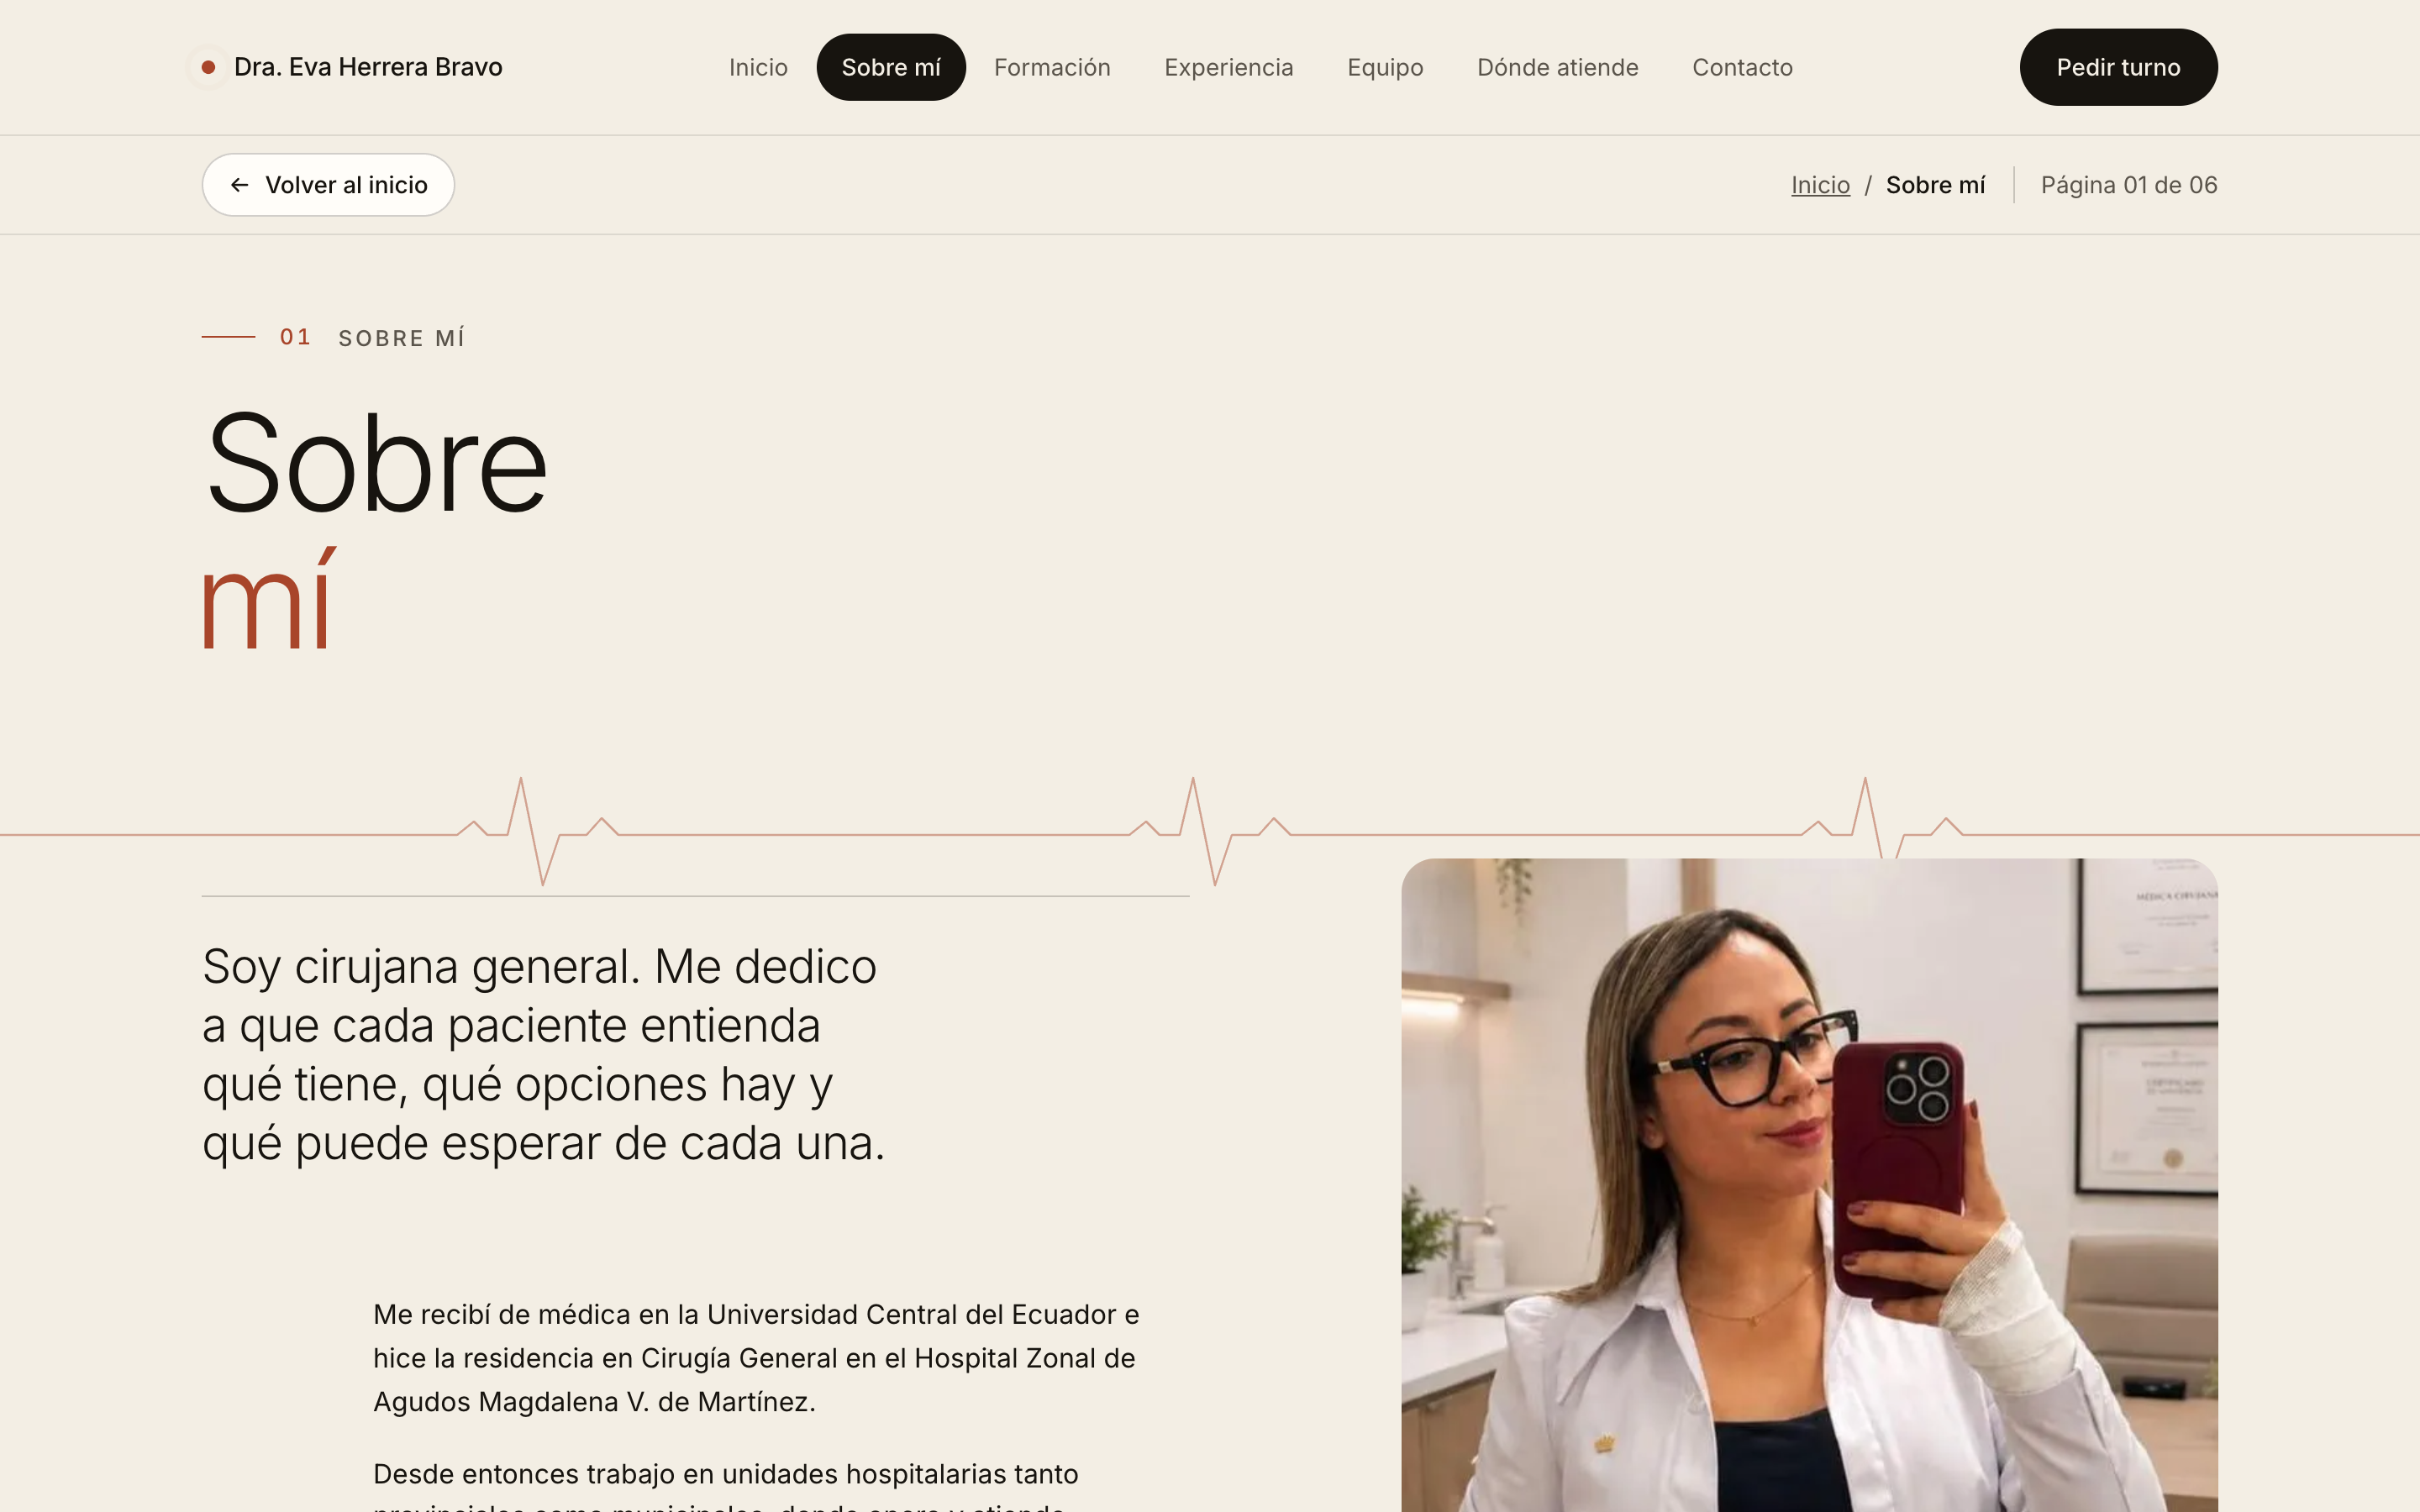 Dra. Eva Herrera Bravo
Inicio
Sobre mí
Formación
Experiencia
Equipo
Dónde atiende
Contacto
Pedir turno
← Volver al inicio
Inicio / Sobre mí
Página 01 de 06
01 SOBRE MÍ
Sobre
mí
Soy cirujana general. Me dedico
a que cada paciente entienda
qué tiene, qué opciones hay y
qué puede esperar de cada una.
MÉDICA CIRUJANA
Me recibí de médica en la Universidad Central del Ecuador e
hice la residencia en Cirugía General en el Hospital Zonal de
Agudos Magdalena V. de Martínez.
Desde entonces trabajo en unidades hospitalarias tanto